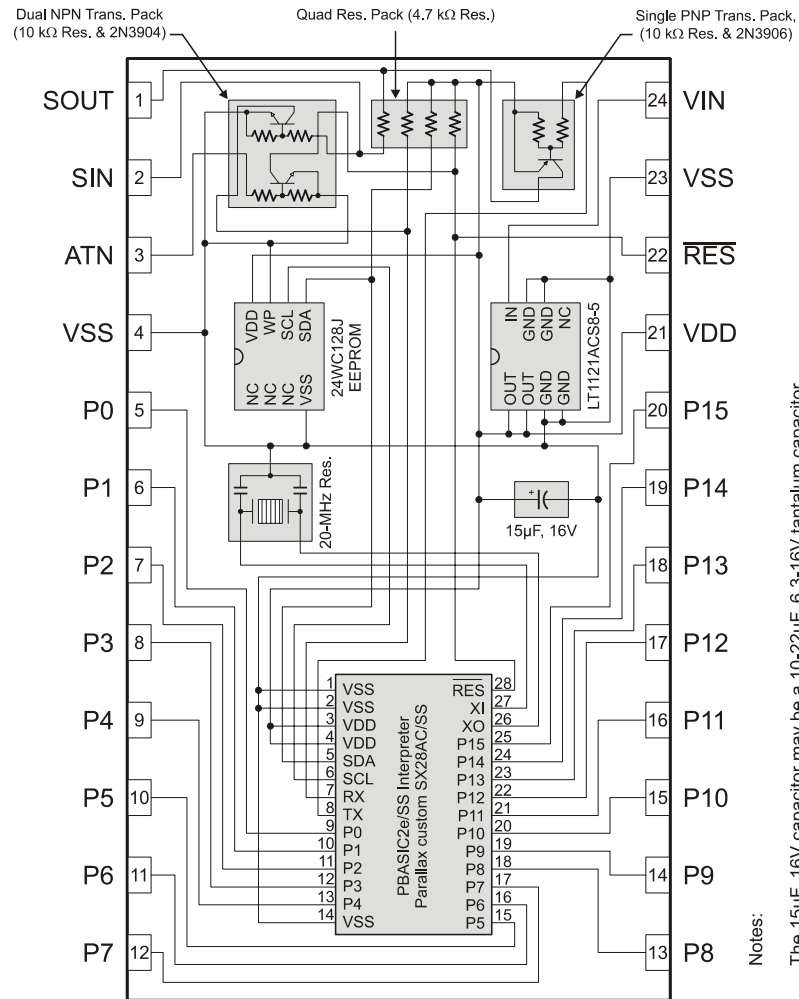 Dual NPN Trans. Pack
(10 kΩ Res. & 2N3904)
Quad Res. Pack (4.7 kΩ Res.)
Single PNP Trans. Pack,
(10 kΩ Res. & 2N3906)
SOUT 1
SIN 2
ATN 3
VSS 4
P0 5
P1 6
P2 7
P3 8
P4 9
P5 10
P6 11
P7 12
24 VIN
23 VSS
22 RES
21 VDD
20 P15
19 P14
18 P13
17 P12
16 P11
15 P10
14 P9
13 P8
VDD
WP
SCL
SDA
NC
NC
NC
VSS
24WC128J
EEPROM
IN
GND
GND
NC
OUT
OUT
GND
GND
LT1121ACS8-5
20-MHz Res.
+
15µF, 16V
1 VSS
2 VSS
3 VDD
4 VDD
5 SDA
6 SCL
7 RX
8 TX
9 P0
10 P1
11 P2
12 P3
13 P4
14 VSS
PBASIC2e/SS Interpreter
Parallax custom SX28AC/SS
RES 28
XI 27
XO 26
P15 25
P14 24
P13 23
P12 22
P11 21
P10 20
P9 19
P8 18
P7 17
P6 16
P5 15
Notes:
The 15µF, 16V capacitor may be a 10-22µF, 6.3-16V tantalum capacitor